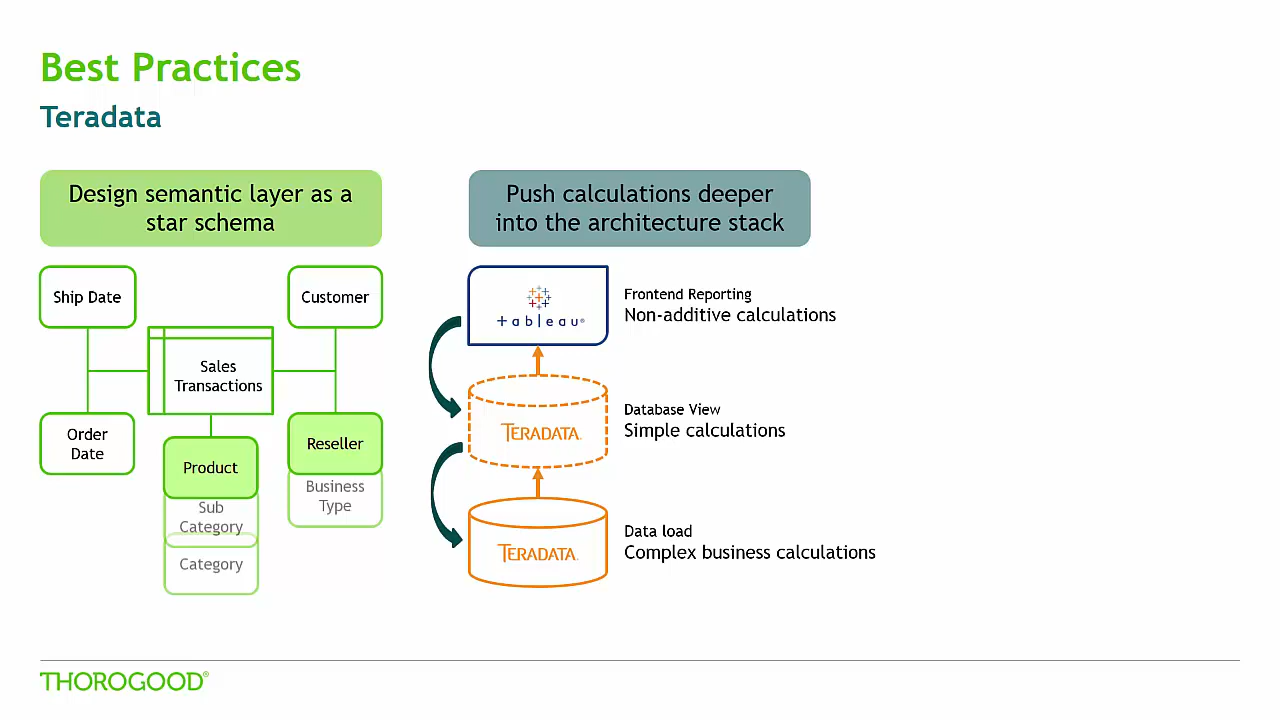 Best Practices
Teradata
Design semantic layer as a
star schema
Ship Date
Customer
Sales
Transactions
Order
Date
Product
Reseller
Sub
Category
Category
Business
Type
Push calculations deeper
into the architecture stack
+ableau®
Frontend Reporting
Non-additive calculations
TERADATA.
Database View
Simple calculations
TERADATA.
Data load
Complex business calculations
THOROGOOD®